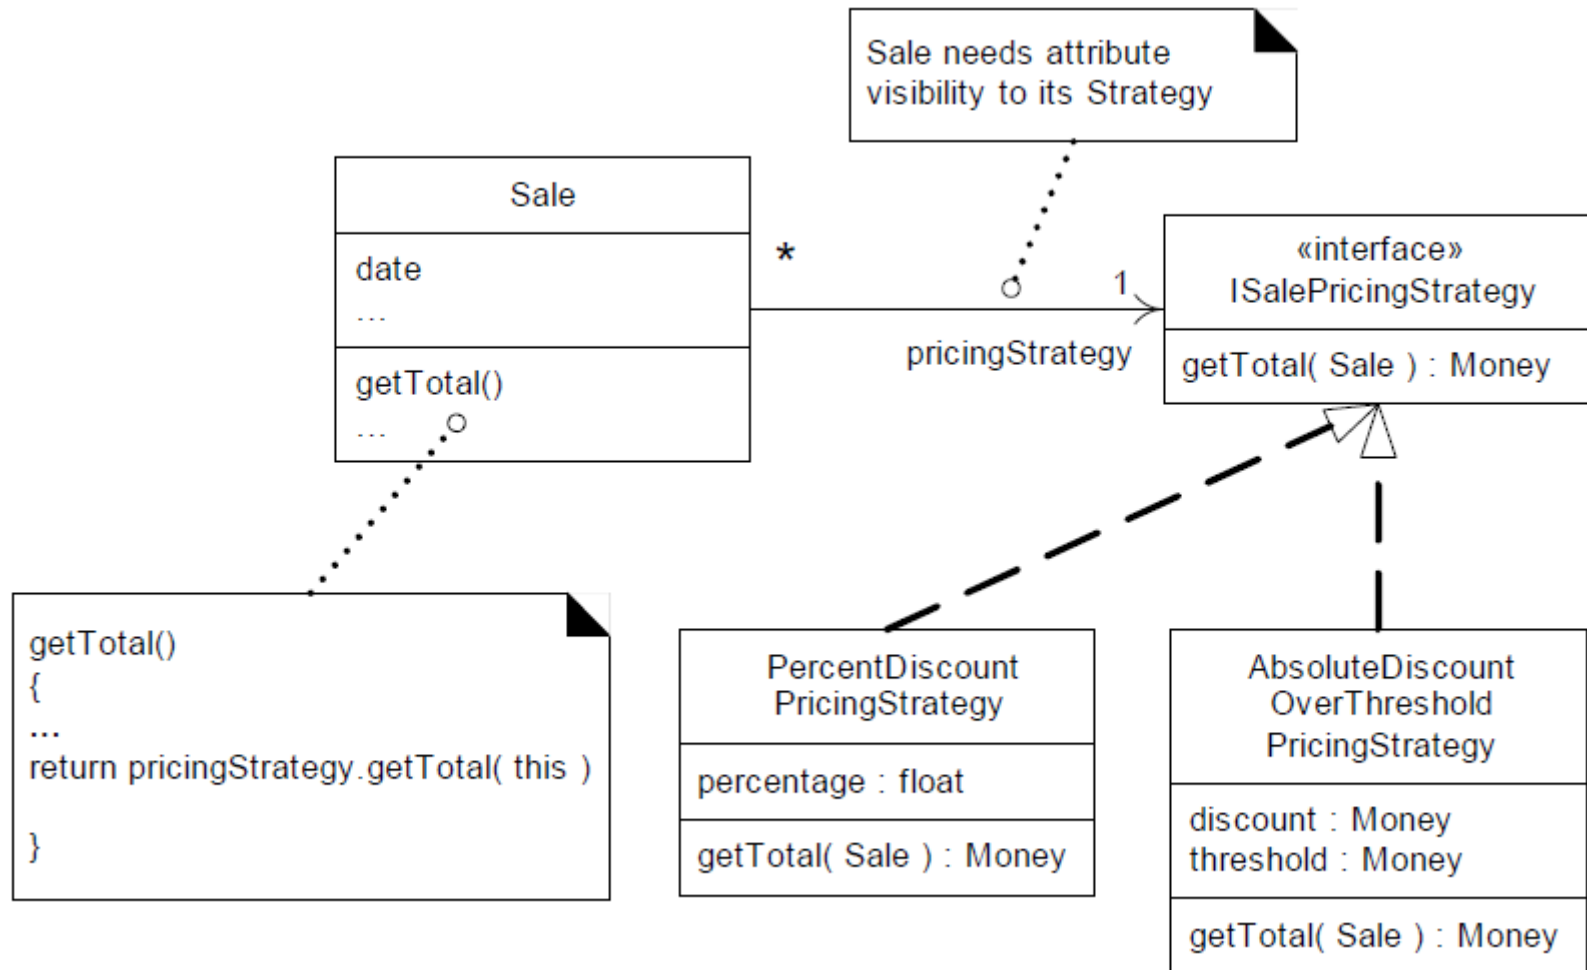 Sale needs attribute
visibility to its Strategy
Sale
date
...
getTotal()
...
*
1
pricingStrategy
«interface»
ISalePricingStrategy
getTotal( Sale ) : Money
getTotal()
{
...
return pricingStrategy.getTotal( this )
}
PercentDiscount
PricingStrategy
percentage : float
getTotal( Sale ) : Money
AbsoluteDiscount
OverThreshold
PricingStrategy
discount : Money
threshold : Money
getTotal( Sale ) : Money